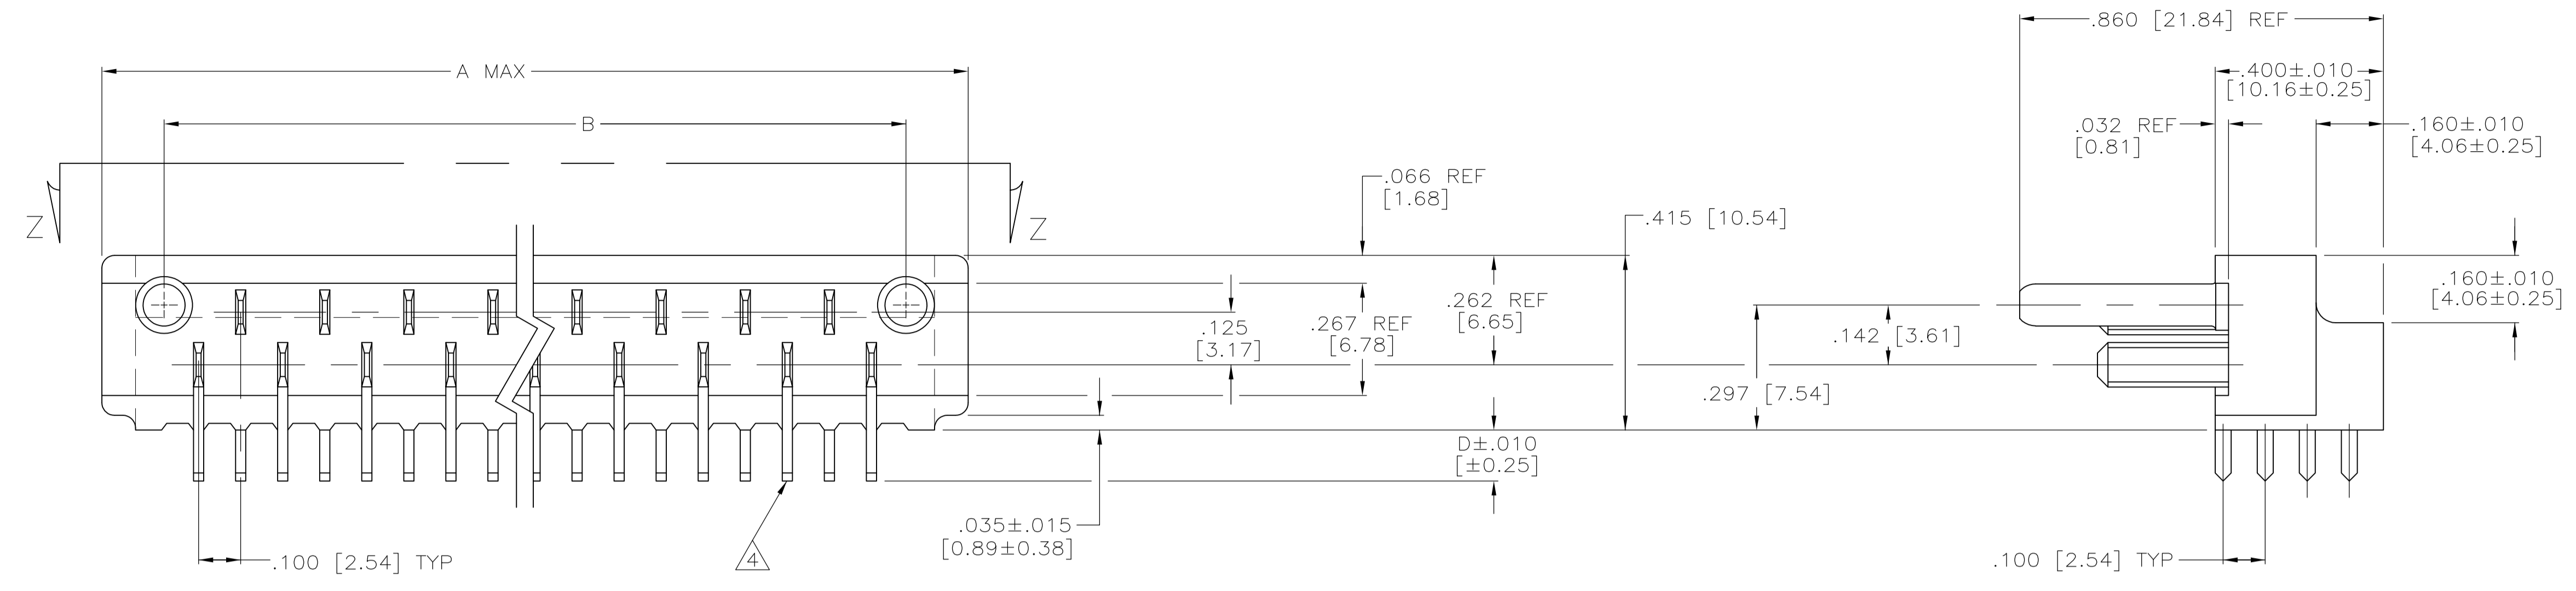 A MAX
B
Z
Z
.066 REF
[1.68]
.415 [10.54]
.262 REF
[6.65]
.125
[3.17]
.267 REF
[6.78]
D±.010
[±0.25]
.035±.015
[0.89±0.38]
.100 [2.54] TYP
4
.860 [21.84] REF
.400±.010
[10.16±0.25]
.032 REF
[0.81]
.160±.010
[4.06±0.25]
.160±.010
[4.06±0.25]
.142 [3.61]
.297 [7.54]
.100 [2.54] TYP